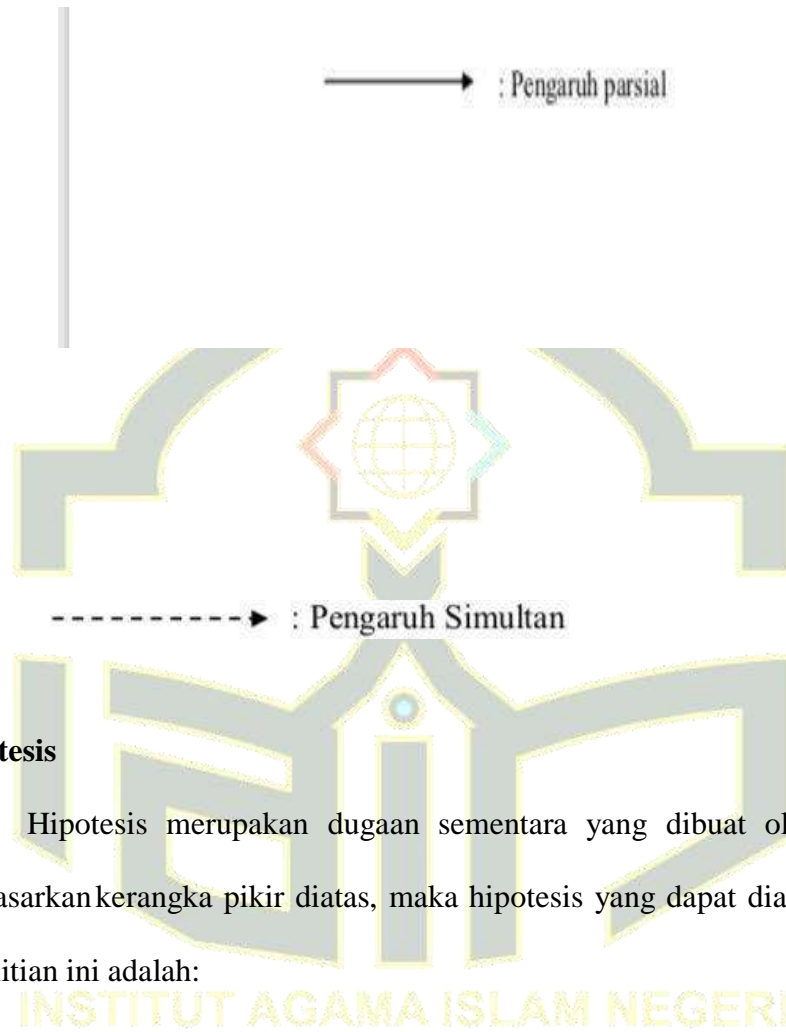 : Pengaruh parsial
: Pengaruh Simultan
tesis
Hipotesis merupakan dugaan sementara yang dibuat ol
asarkan kerangka pikir diatas, maka hipotesis yang dapat dia
itian ini adalah:
INSTITUT AGAMA ISLAM NEGERI